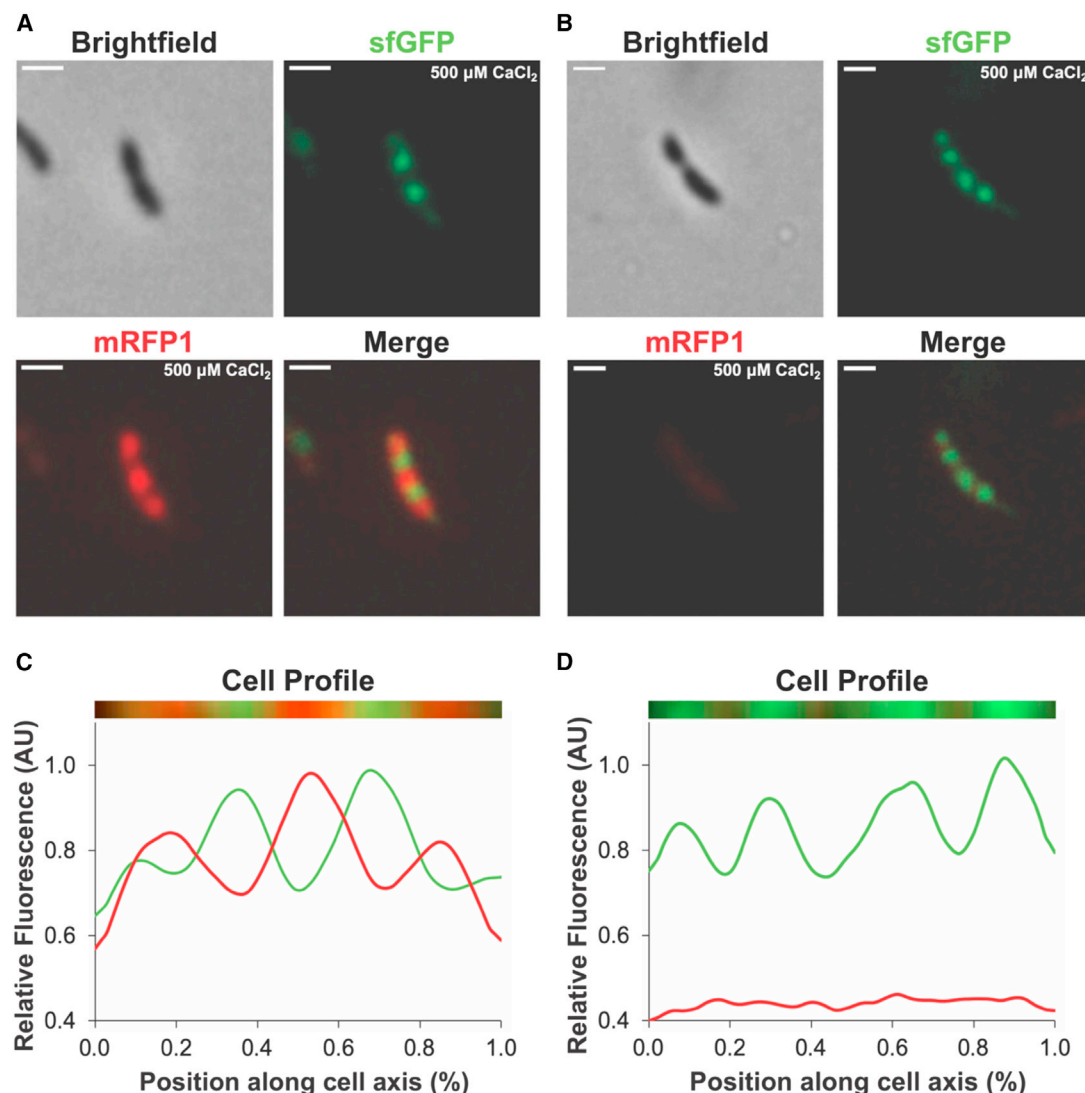 A
Brightfield
sfGFP
500 µM CaCl₂
mRFP1
500 µM CaCl₂
Merge
B
Brightfield
sfGFP
500 µM CaCl₂
mRFP1
500 µM CaCl₂
Merge
C
Cell Profile
Relative Fluorescence (AU)
1.0
0.8
0.6
0.4
0.0 0.2 0.4 0.6 0.8 1.0
Position along cell axis (%)
D
Cell Profile
Relative Fluorescence (AU)
1.0
0.8
0.6
0.4
0.0 0.2 0.4 0.6 0.8 1.0
Position along cell axis (%)